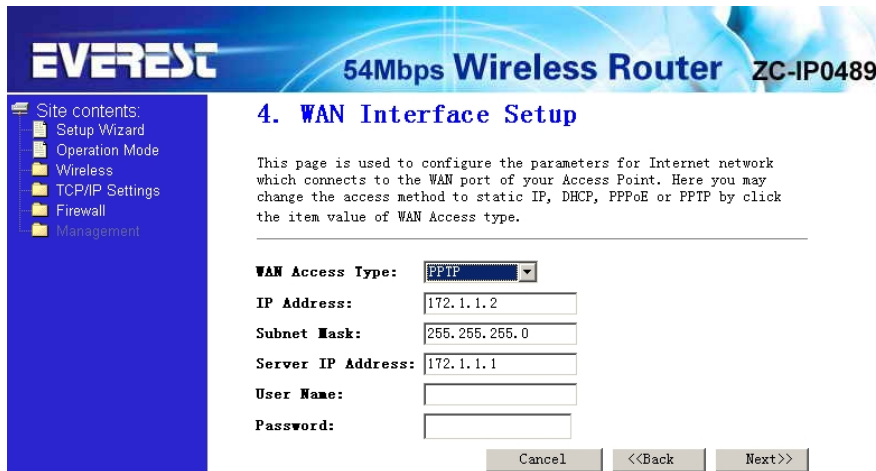 EVEREST
54Mbps Wireless Router ZC-IP0489
Site contents:
Setup Wizard
Operation Mode
Wireless
TCP/IP Settings
Firewall
Management
4. WAN Interface Setup
This page is used to configure the parameters for Internet network
which connects to the WAN port of your Access Point. Here you may
change the access method to static IP, DHCP, PPPoE or PPTP by click
the item value of WAN Access type.
WAN Access Type: PPTP
IP Address: 172.1.1.2
Subnet Mask: 255.255.255.0
Server IP Address: 172.1.1.1
User Name:
Password:
Cancel <<Back Next>>